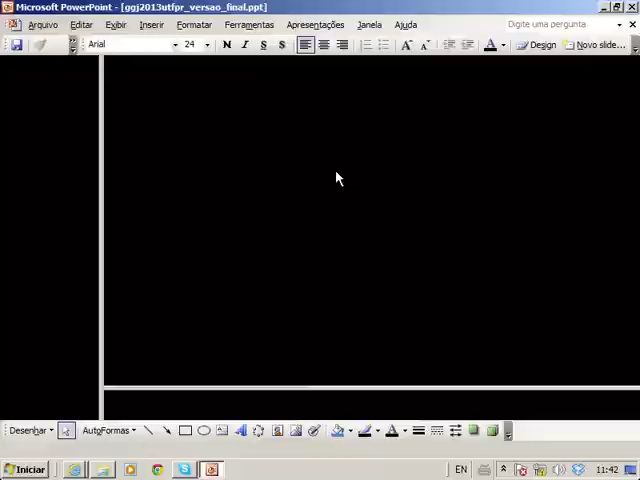 Microsoft PowerPoint - [ggj2013utfpr_versao_final.ppt]
Arquivo Editar Exibir Inserir Formatar Ferramentas Apresentações Janela Ajuda Digite uma pergunta
Arial 24 N I S S A A A Design Novo slide...
Desenhar AutoFormas A A
Iniciar EN 11:42